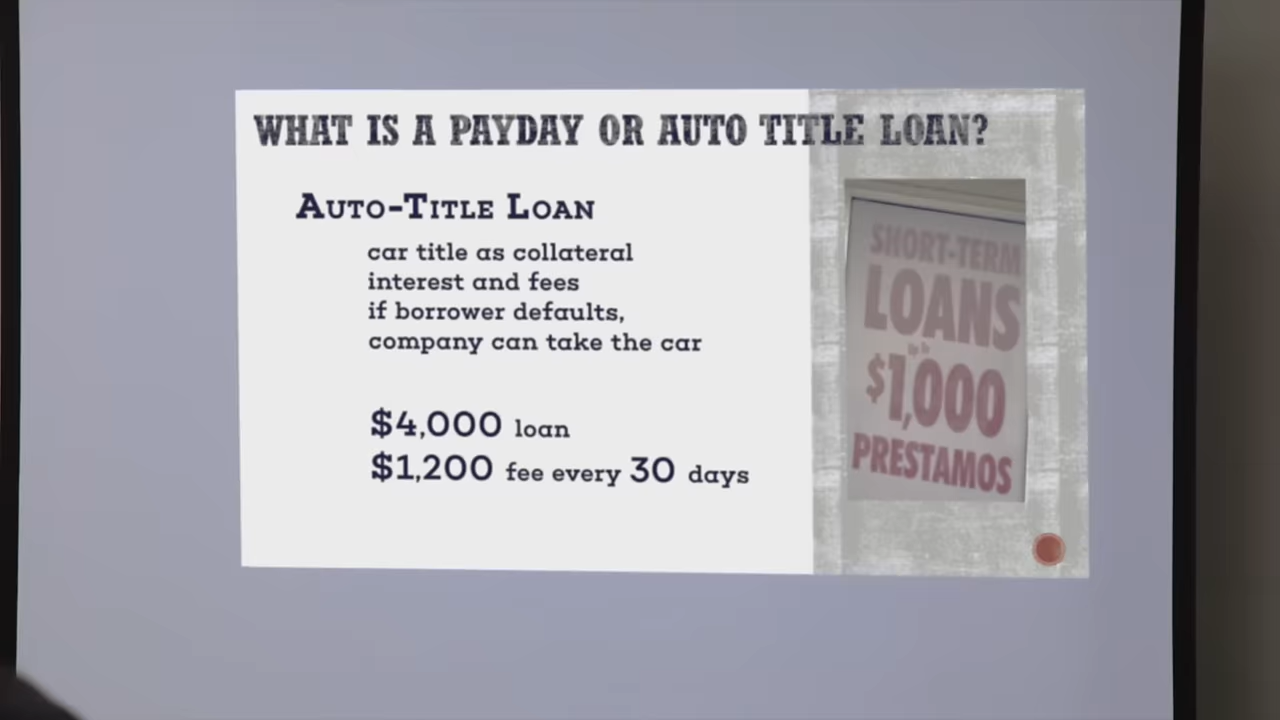 WHAT IS A PAYDAY OR AUTO TITLE LOAN?
AUTO-TITLE LOAN
car title as collateral
interest and fees
if borrower defaults,
company can take the car
$4,000 loan
$1,200 fee every 30 days
SHORT-TERM
LOANS
Up To
$1,000
PRESTAMOS